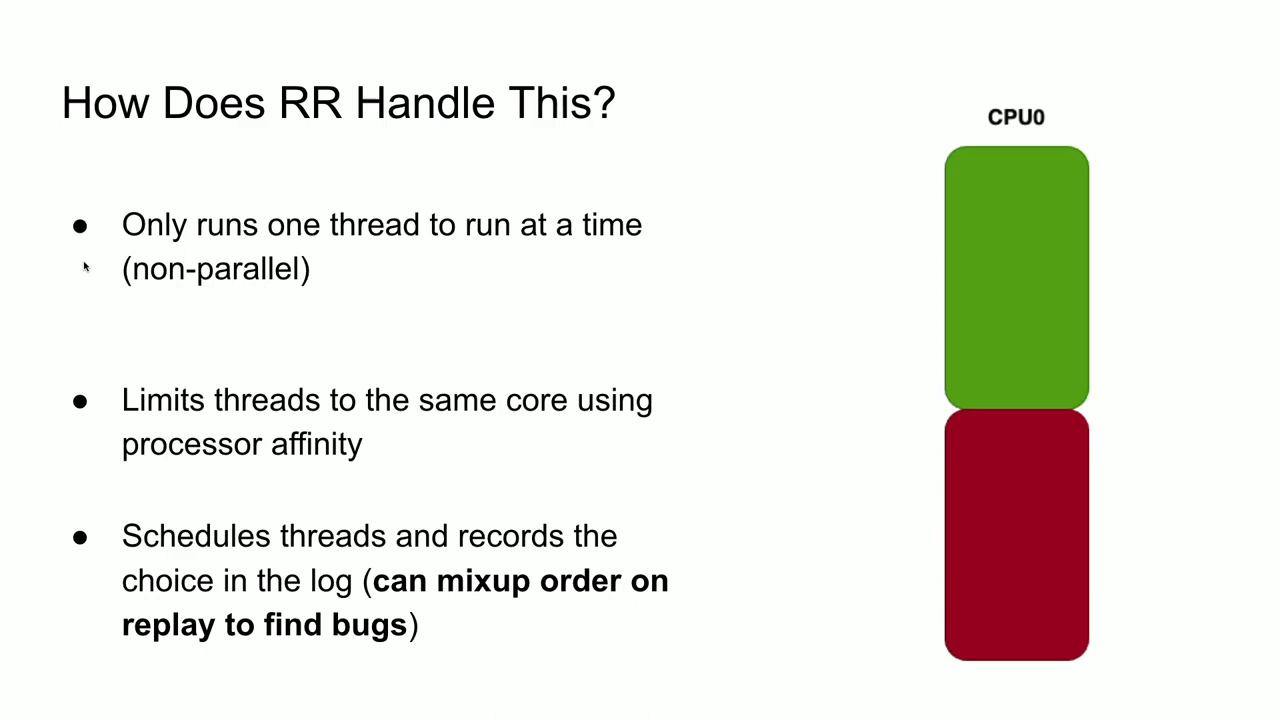 How Does RR Handle This?
CPU0
● Only runs one thread to run at a time
(non-parallel)
● Limits threads to the same core using
processor affinity
● Schedules threads and records the
choice in the log (can mixup order on
replay to find bugs)